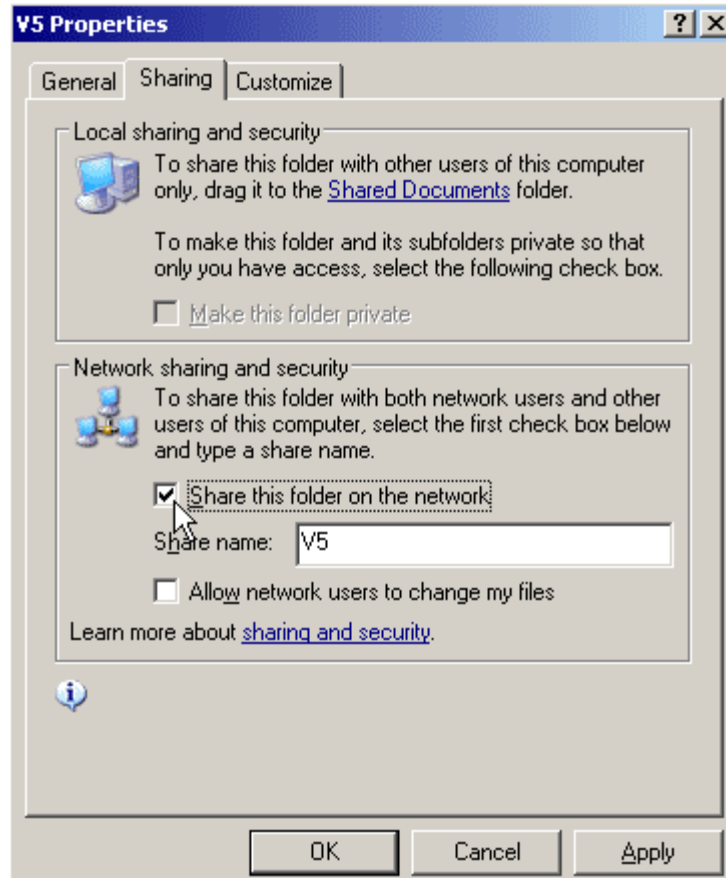 V5 Properties
General Sharing Customize
Local sharing and security
To share this folder with other users of this computer
only, drag it to the Shared Documents folder.
To make this folder and its subfolders private so that
only you have access, select the following check box.
Make this folder private
Network sharing and security
To share this folder with both network users and other
users of this computer, select the first check box below
and type a share name.
Share this folder on the network
Share name: V5
Allow network users to change my files
Learn more about sharing and security.
OK Cancel Apply